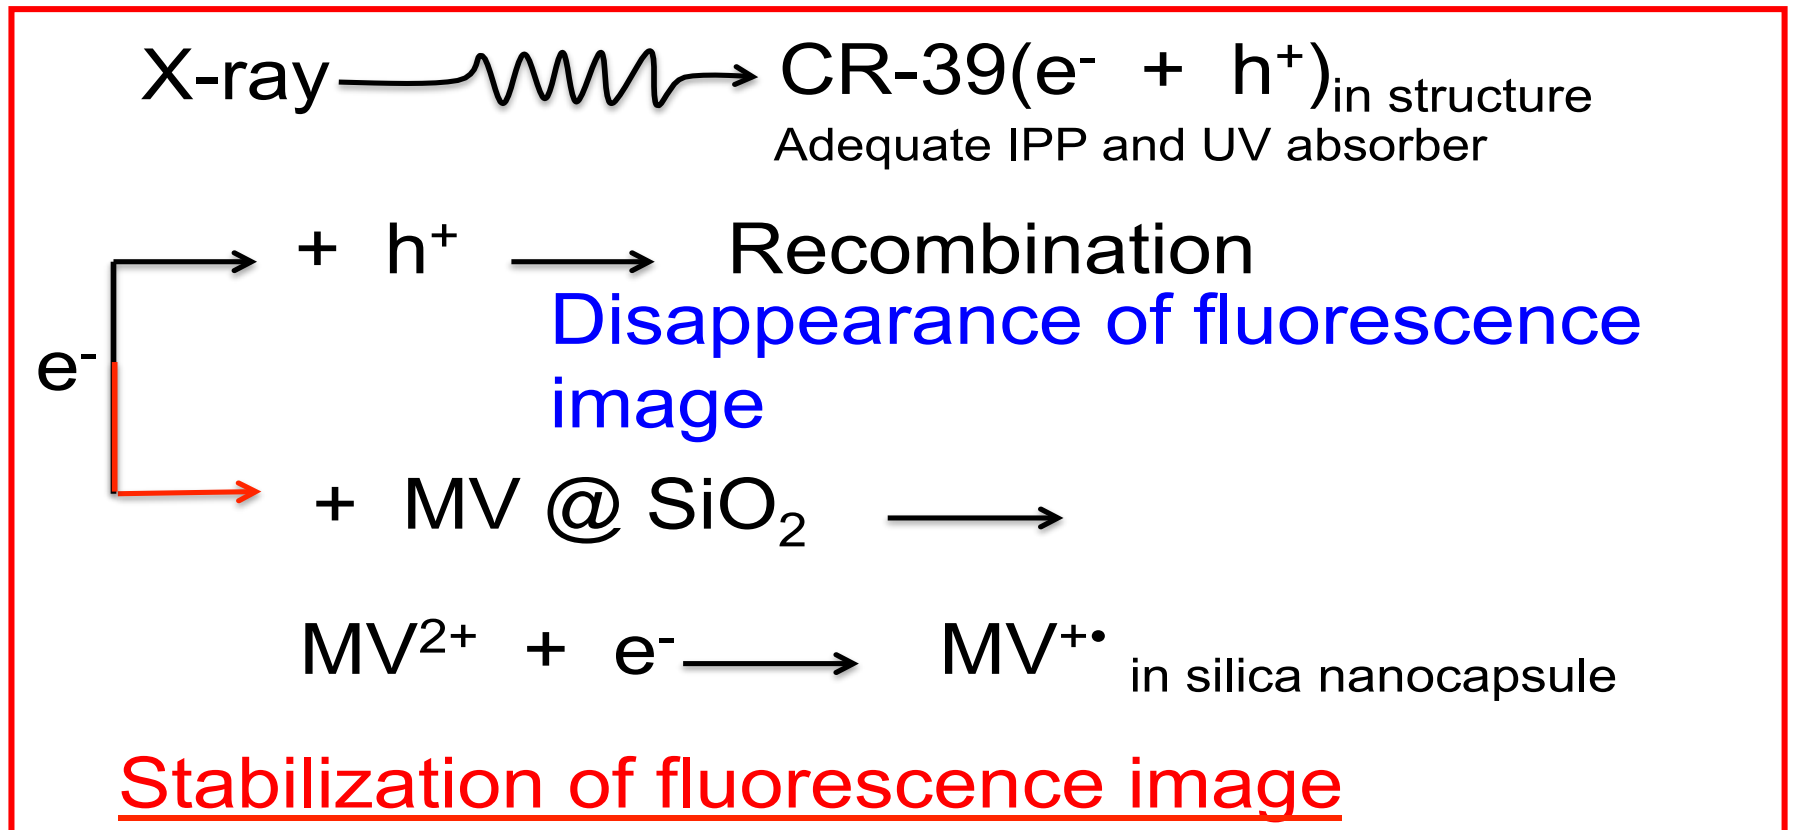 X-ray CR-39(e⁻ + h⁺)in structure
Adequate IPP and UV absorber
+ h⁺ Recombination
Disappearance of fluorescence
image
e⁻
+ MV @ SiO₂
MV²⁺ + e⁻ MV⁺• in silica nanocapsule
Stabilization of fluorescence image